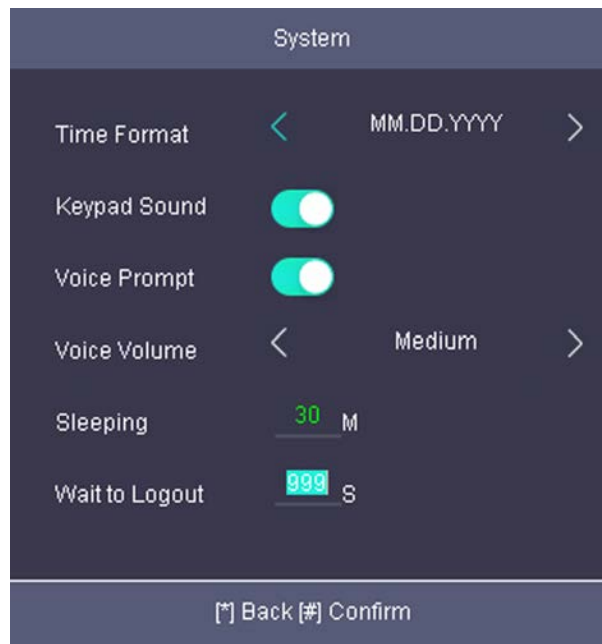 System
Time Format < MM.DD.YYYY >
Keypad Sound
Voice Prompt
Voice Volume < Medium >
Sleeping 30 M
Wait to Logout 999 S
[*] Back [#] Confirm